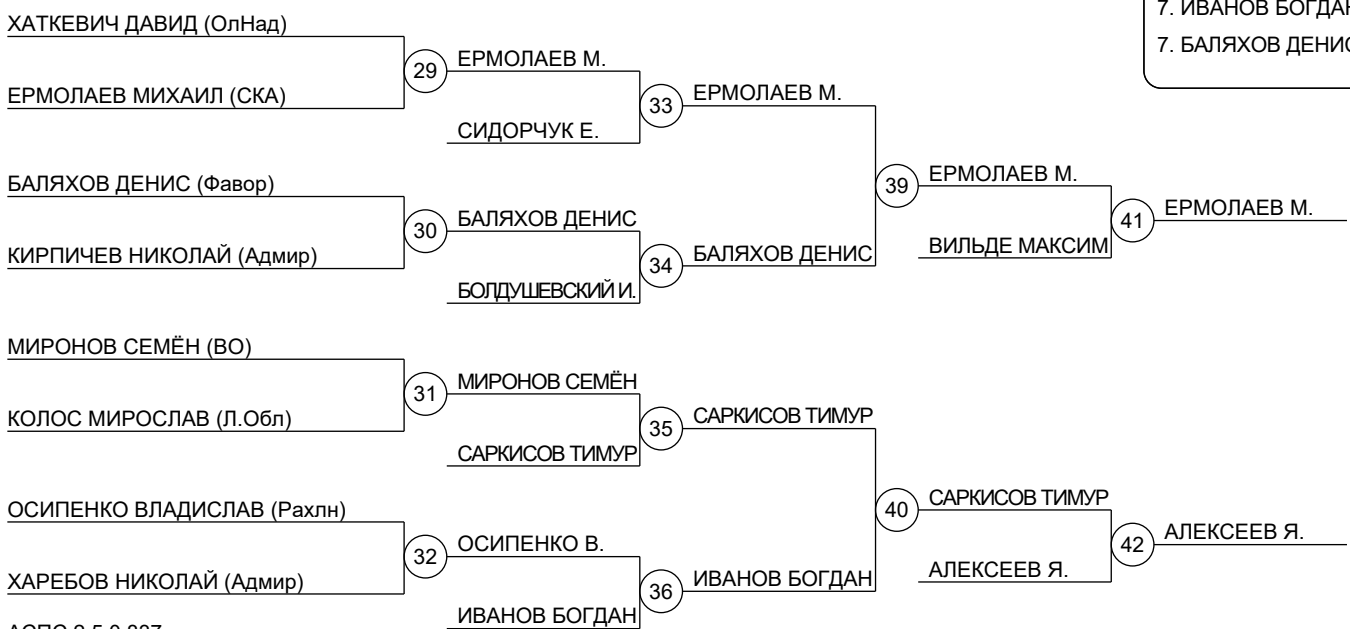 7. ИВАНОВ БОГДАН
7. БАЛЯХОВ ДЕНИС
ХАТКЕВИЧ ДАВИД (ОлНад)
29
ЕРМОЛАЕВ М.
ЕРМОЛАЕВ МИХАИЛ (СКА)
33
ЕРМОЛАЕВ М.
СИДОРЧУК Е.
39
ЕРМОЛАЕВ М.
БАЛЯХОВ ДЕНИС (Фавор)
30
БАЛЯХОВ ДЕНИС
41
ЕРМОЛАЕВ М.
КИРПИЧЕВ НИКОЛАЙ (Адмир)
34
БАЛЯХОВ ДЕНИС
ВИЛЬДЕ МАКСИМ
БОЛДУШЕВСКИЙ И.
МИРОНОВ СЕМЁН (ВО)
31
МИРОНОВ СЕМЁН
КОЛОС МИРОСЛАВ (Л.Обл)
35
САРКИСОВ ТИМУР
САРКИСОВ ТИМУР
40
САРКИСОВ ТИМУР
ОСИПЕНКО ВЛАДИСЛАВ (Рахлн)
32
ОСИПЕНКО В.
42
АЛЕКСЕЕВ Я.
ХАРЕБОВ НИКОЛАЙ (Адмир)
36
ИВАНОВ БОГДАН
АЛЕКСЕЕВ Я.
ИВАНОВ БОГДАН